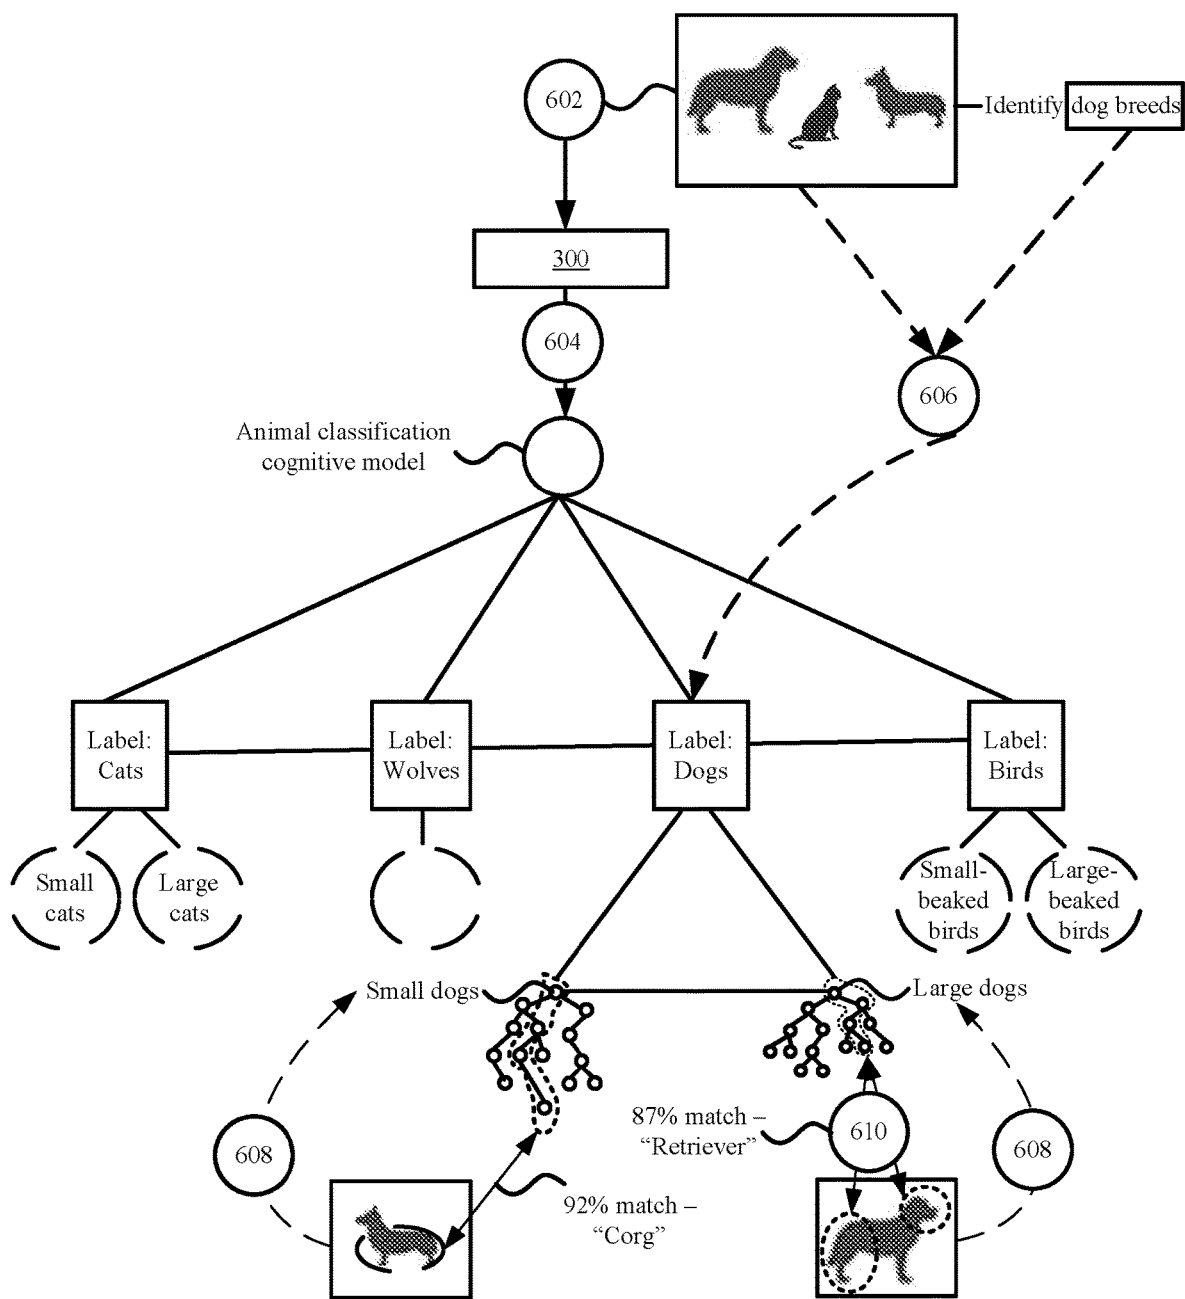 602
Identify dog breeds
300
604
606
Animal classification
cognitive model
Label:
Cats
Label:
Wolves
Label:
Dogs
Label:
Birds
Small
cats
Large
cats
Small-
beaked
birds
Large-
beaked
birds
Small dogs
Large dogs
87% match –
“Retriever”
610
608
608
92% match –
“Corg”